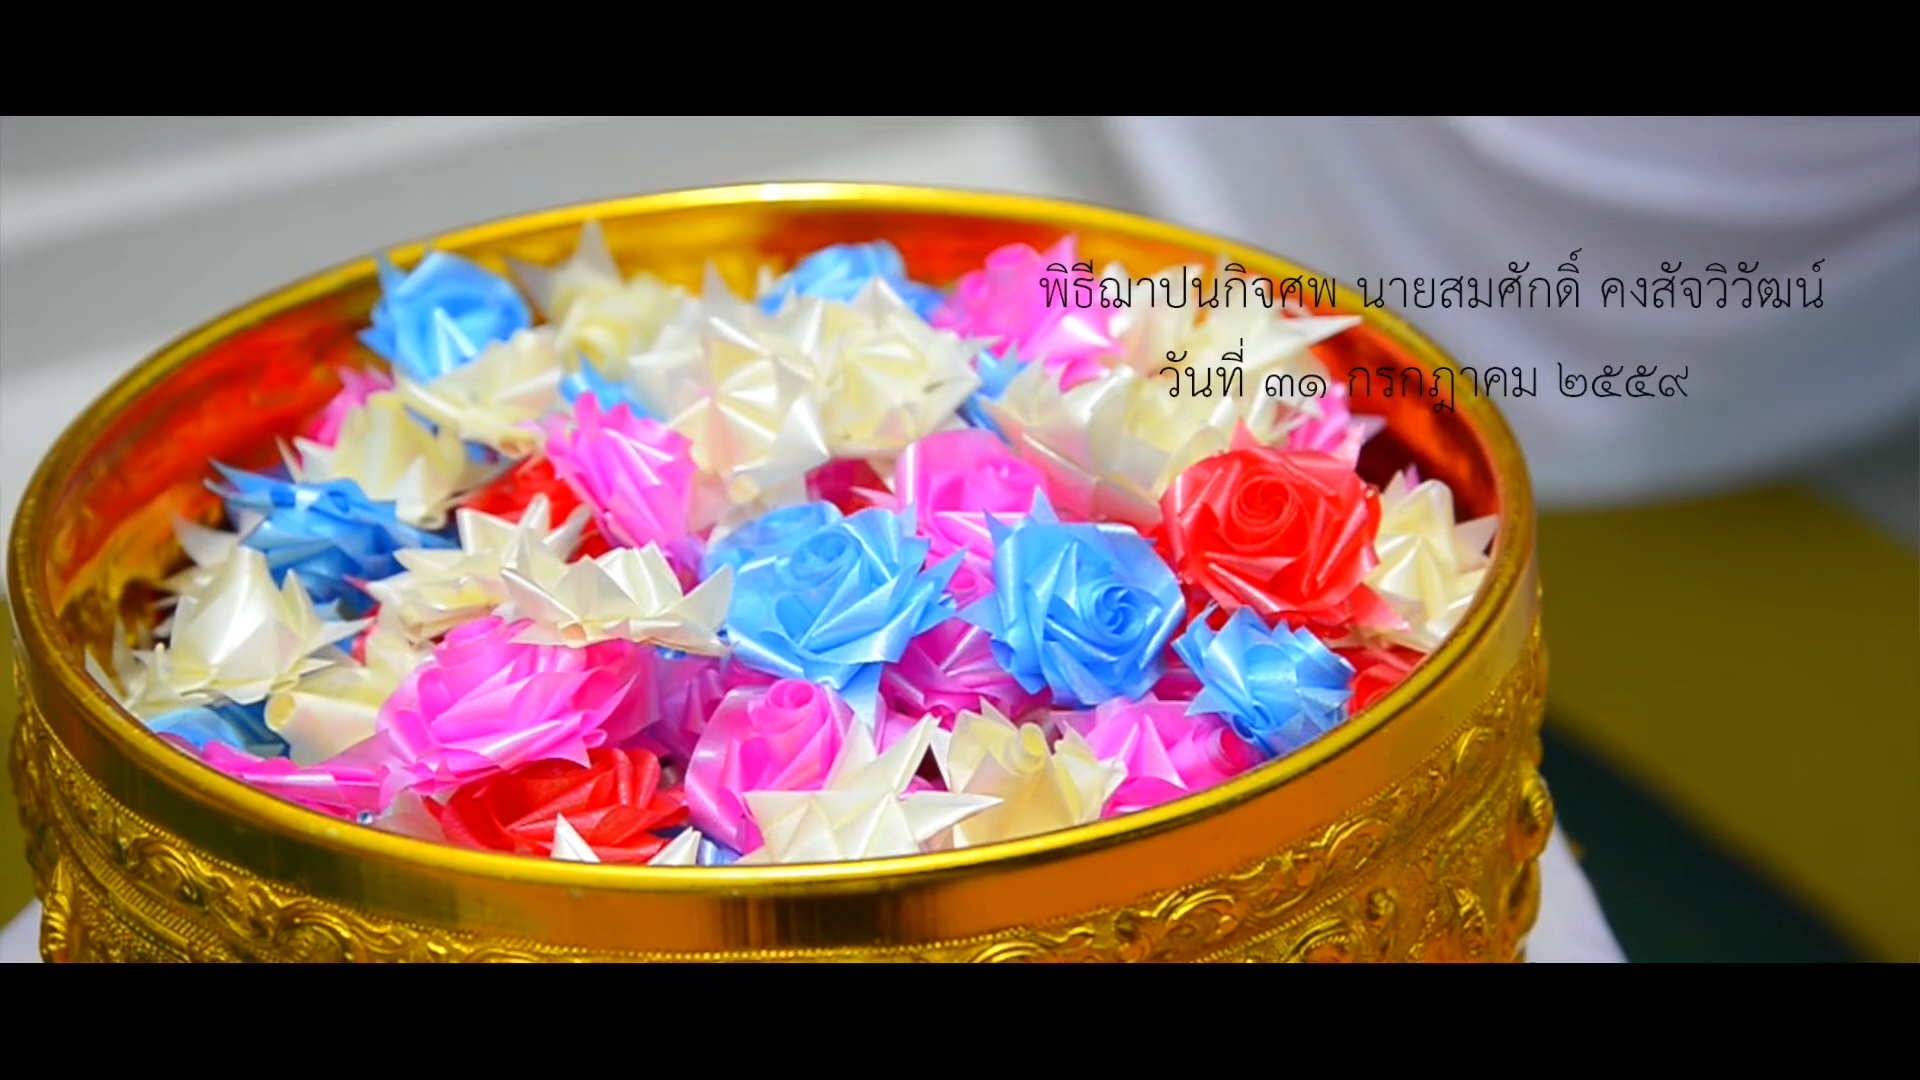 พิธีฌาปนกิจศพ นายสมศักดิ์ คงสัจวิวัฒน์
วันที่ ๓๑ กรกฎาคม ๒๕๕๙